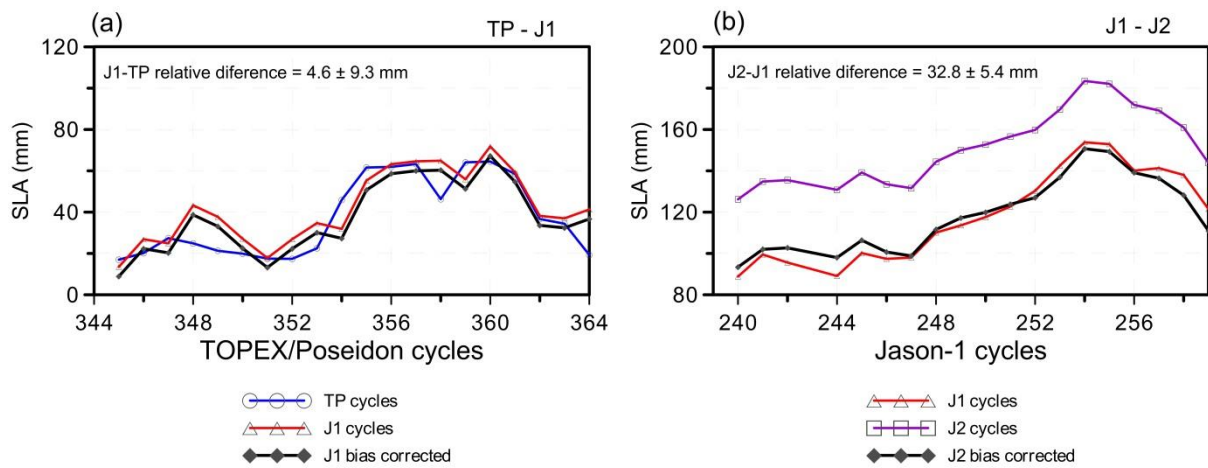 (a)
TP - J1
J1-TP relative diference = 4.6 ± 9.3 mm
SLA (mm)
120
80
40
0
344
348
352
356
360
364
TOPEX/Poseidon cycles
TP cycles
J1 cycles
J1 bias corrected
(b)
J1 - J2
J2-J1 relative diference = 32.8 ± 5.4 mm
SLA (mm)
200
160
120
80
240
244
248
252
256
Jason-1 cycles
J1 cycles
J2 cycles
J2 bias corrected